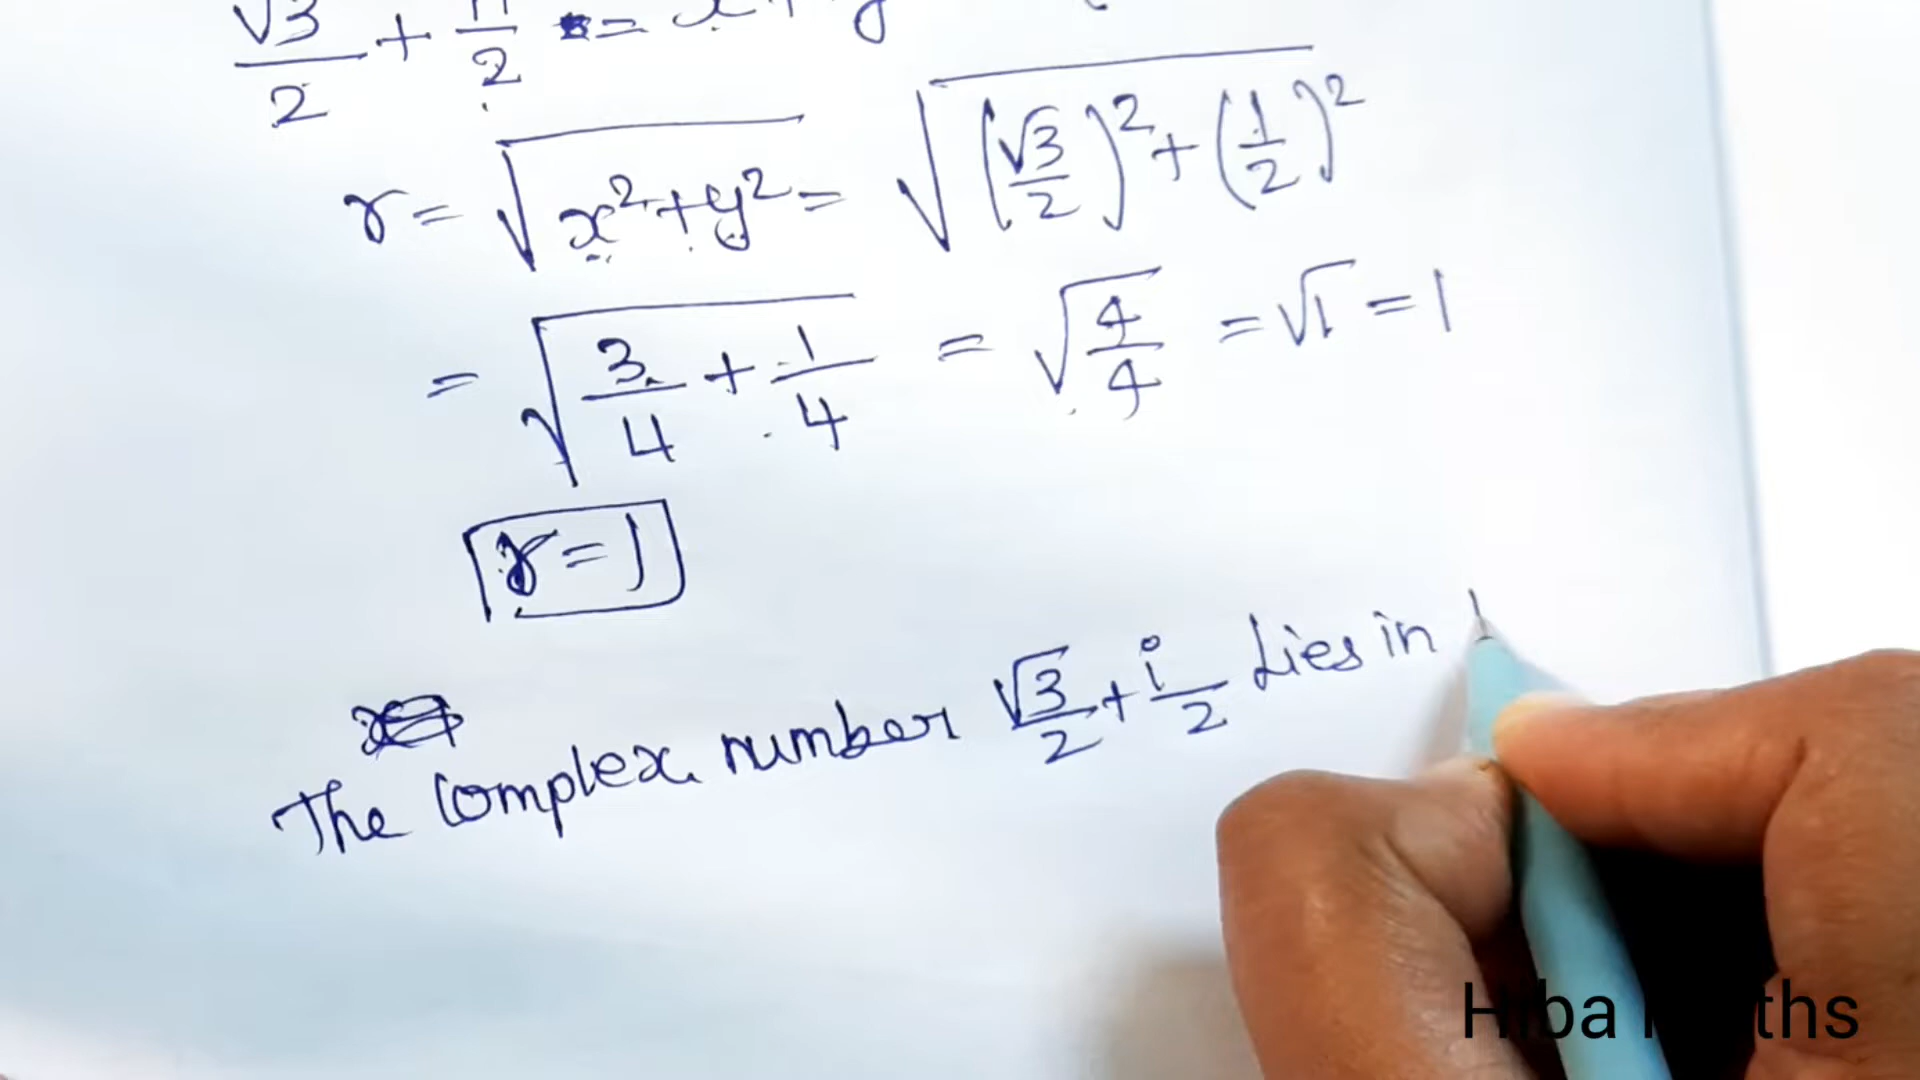 √3/2 + i/2 = x + y
r = √(x² + y²) = √((√3/2)² + (1/2)²)
= √(3/4 + 1/4) = √(4/4) = √1 = 1
r = 1
The Complex number √3/2 + i/2 Lies in
Hiba Maths